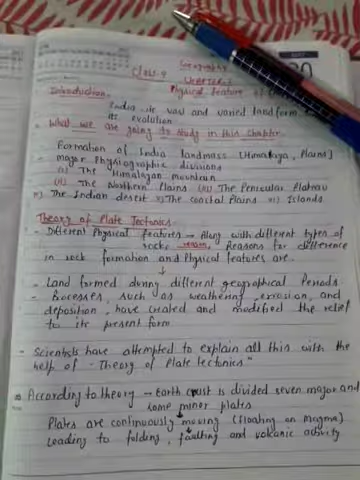 Geography
Class-9 Chapter-2
Physical Feature of
Introduction
India, its vast and varied landform
its evolution
What we are going to study in this chapter
Formation of India landmass (Himalaya, Plains)
major Physiographic divisions
(i) The Himalayan mountain
(ii) The Northern Plains (iii) The Peninsular Plateau
The Indian desert v) The Coastal Plains vi) Islands
Theory of Plate Tectonics-
- Different Physical Features - Along with different types of
rocks, Reasons for difference
in rock formation and Physical features are
↓
- Land formed during different geographical Periods
- Processes, such as weathering, erosion, and
deposition, have created and modified the relief
to its present form
- Scientists have attempted to explain all this with the
help of - Theory of Plate tectonics"
According to theory - Earth crust is divided seven major and
some minor plates
Plates are continuously moving (floating on magma)
leading to folding, faulting and volcanic activity